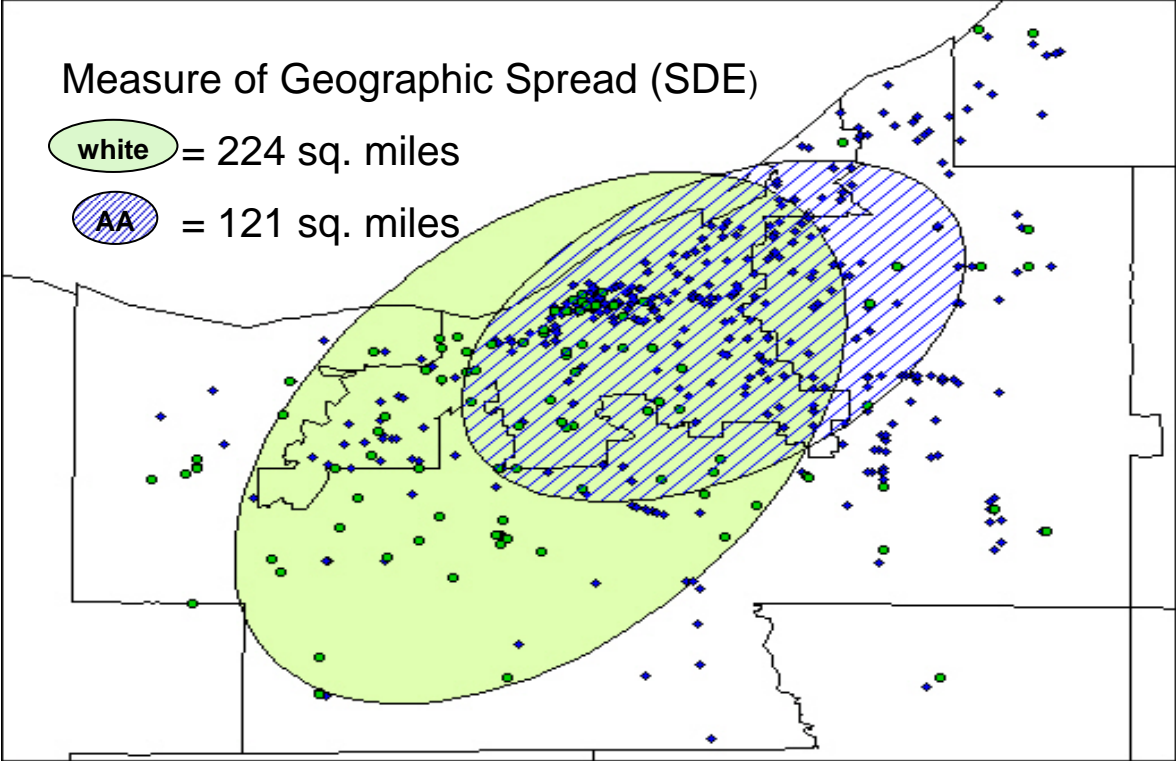 Measure of Geographic Spread (SDE)
white = 224 sq. miles
AA = 121 sq. miles